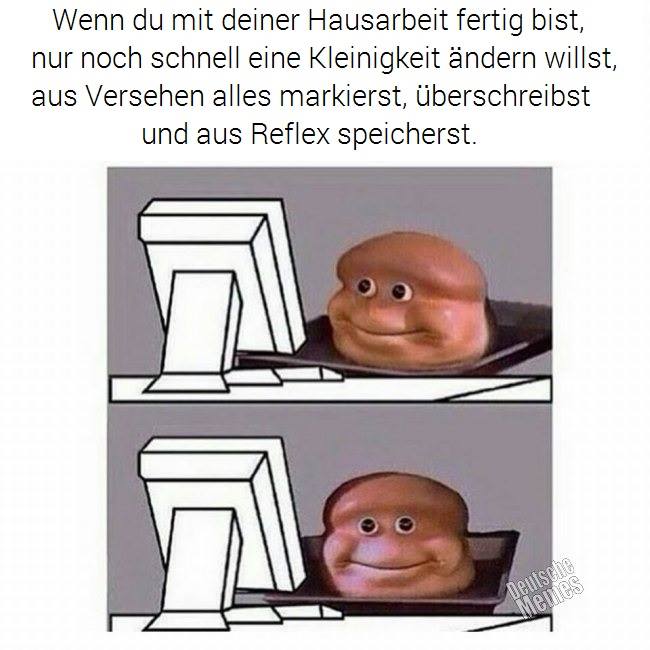 Wenn du mit deiner Hausarbeit fertig bist,
nur noch schnell eine Kleinigkeit ändern willst,
aus Versehen alles markierst, überschreibst
und aus Reflex speicherst.
Deutsche
Memes